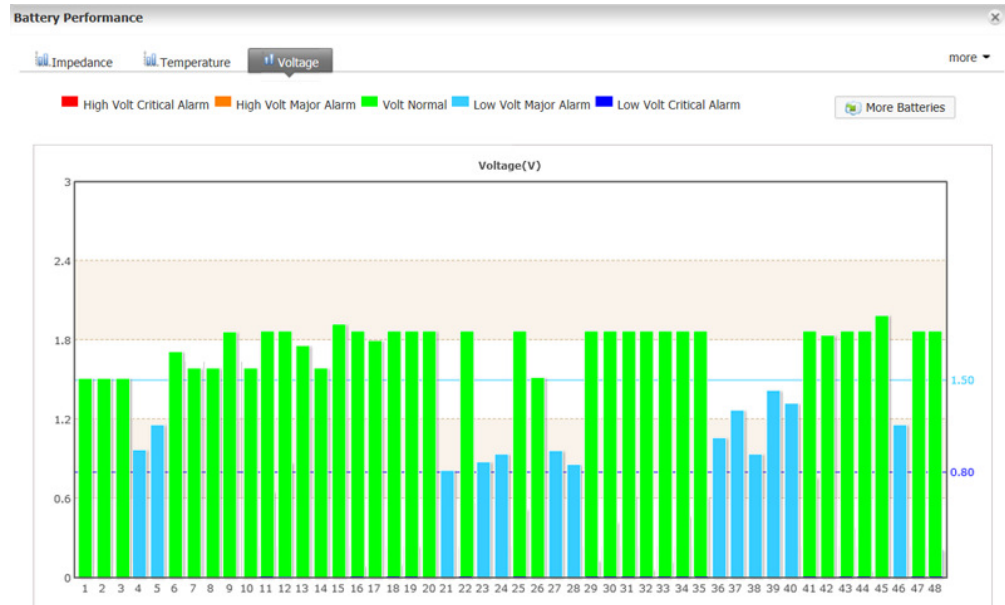 Battery Performance
Impedance Temperature Voltage more
High Volt Critical Alarm High Volt Major Alarm Volt Normal Low Volt Major Alarm Low Volt Critical Alarm More Batteries
Voltage(V)
3
2.4
1.8
1.50
1.2
0.80
0.6
0
1 2 3 4 5 6 7 8 9 10 11 12 13 14 15 16 17 18 19 20 21 22 23 24 25 26 27 28 29 30 31 32 33 34 35 36 37 38 39 40 41 42 43 44 45 46 47 48